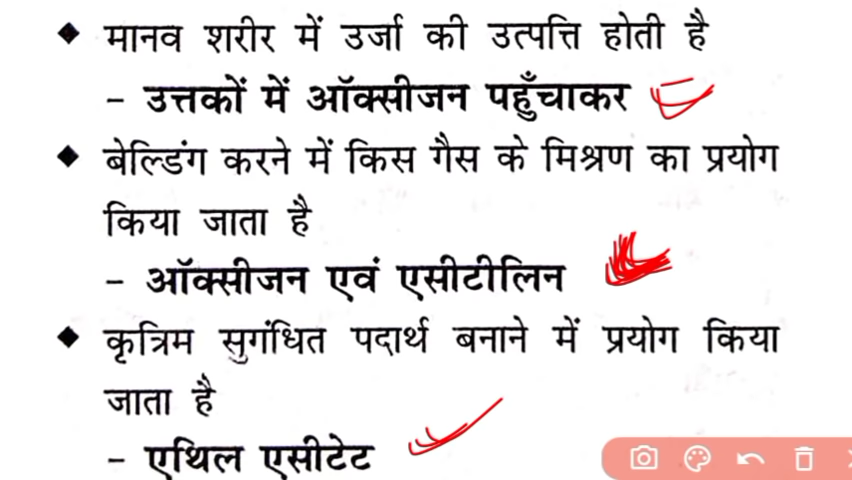 ◆ मानव शरीर में उर्जा की उत्पत्ति होती है
– उत्तकों में ऑक्सीजन पहुँचाकर
◆ बेल्डिंग करने में किस गैस के मिश्रण का प्रयोग
किया जाता है
– ऑक्सीजन एवं एसीटीलिन
◆ कृत्रिम सुगंधित पदार्थ बनाने में प्रयोग किया
जाता है
– एथिल एसीटेट